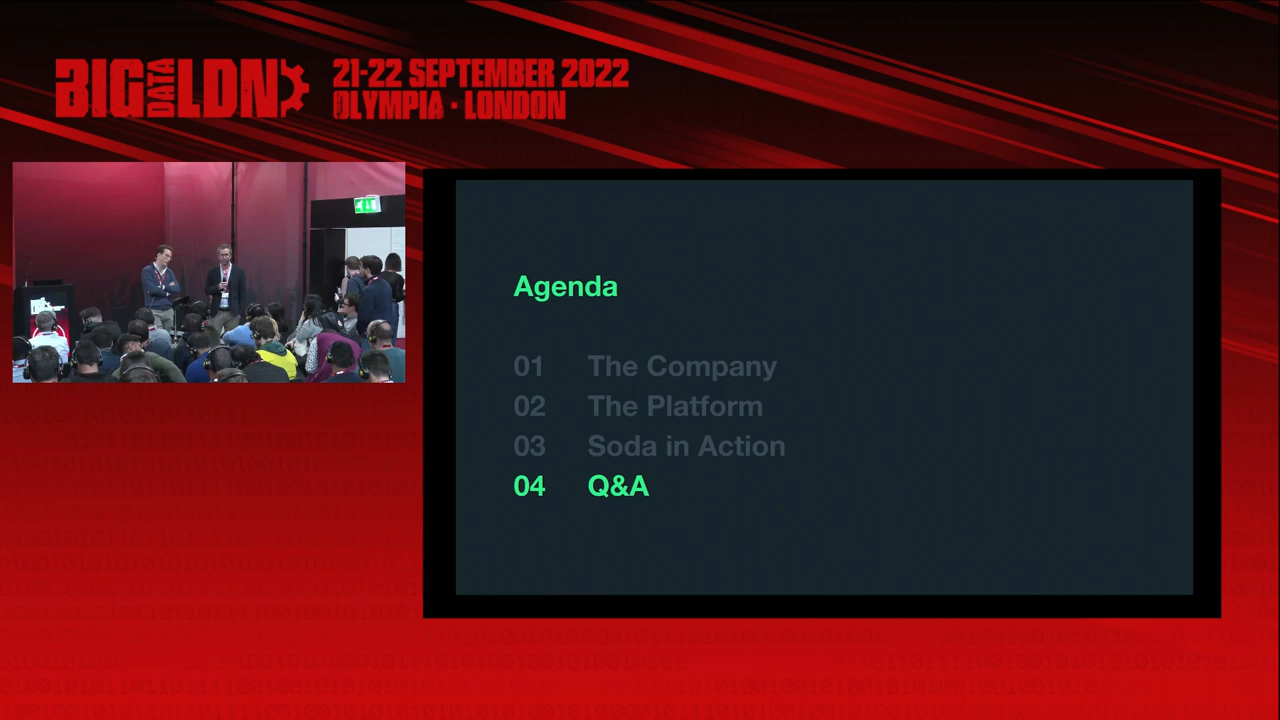 BIG DATA LDN
21-22 SEPTEMBER 2022
OLYMPIA · LONDON
Agenda
01 The Company
02 The Platform
03 Soda in Action
04 Q&A